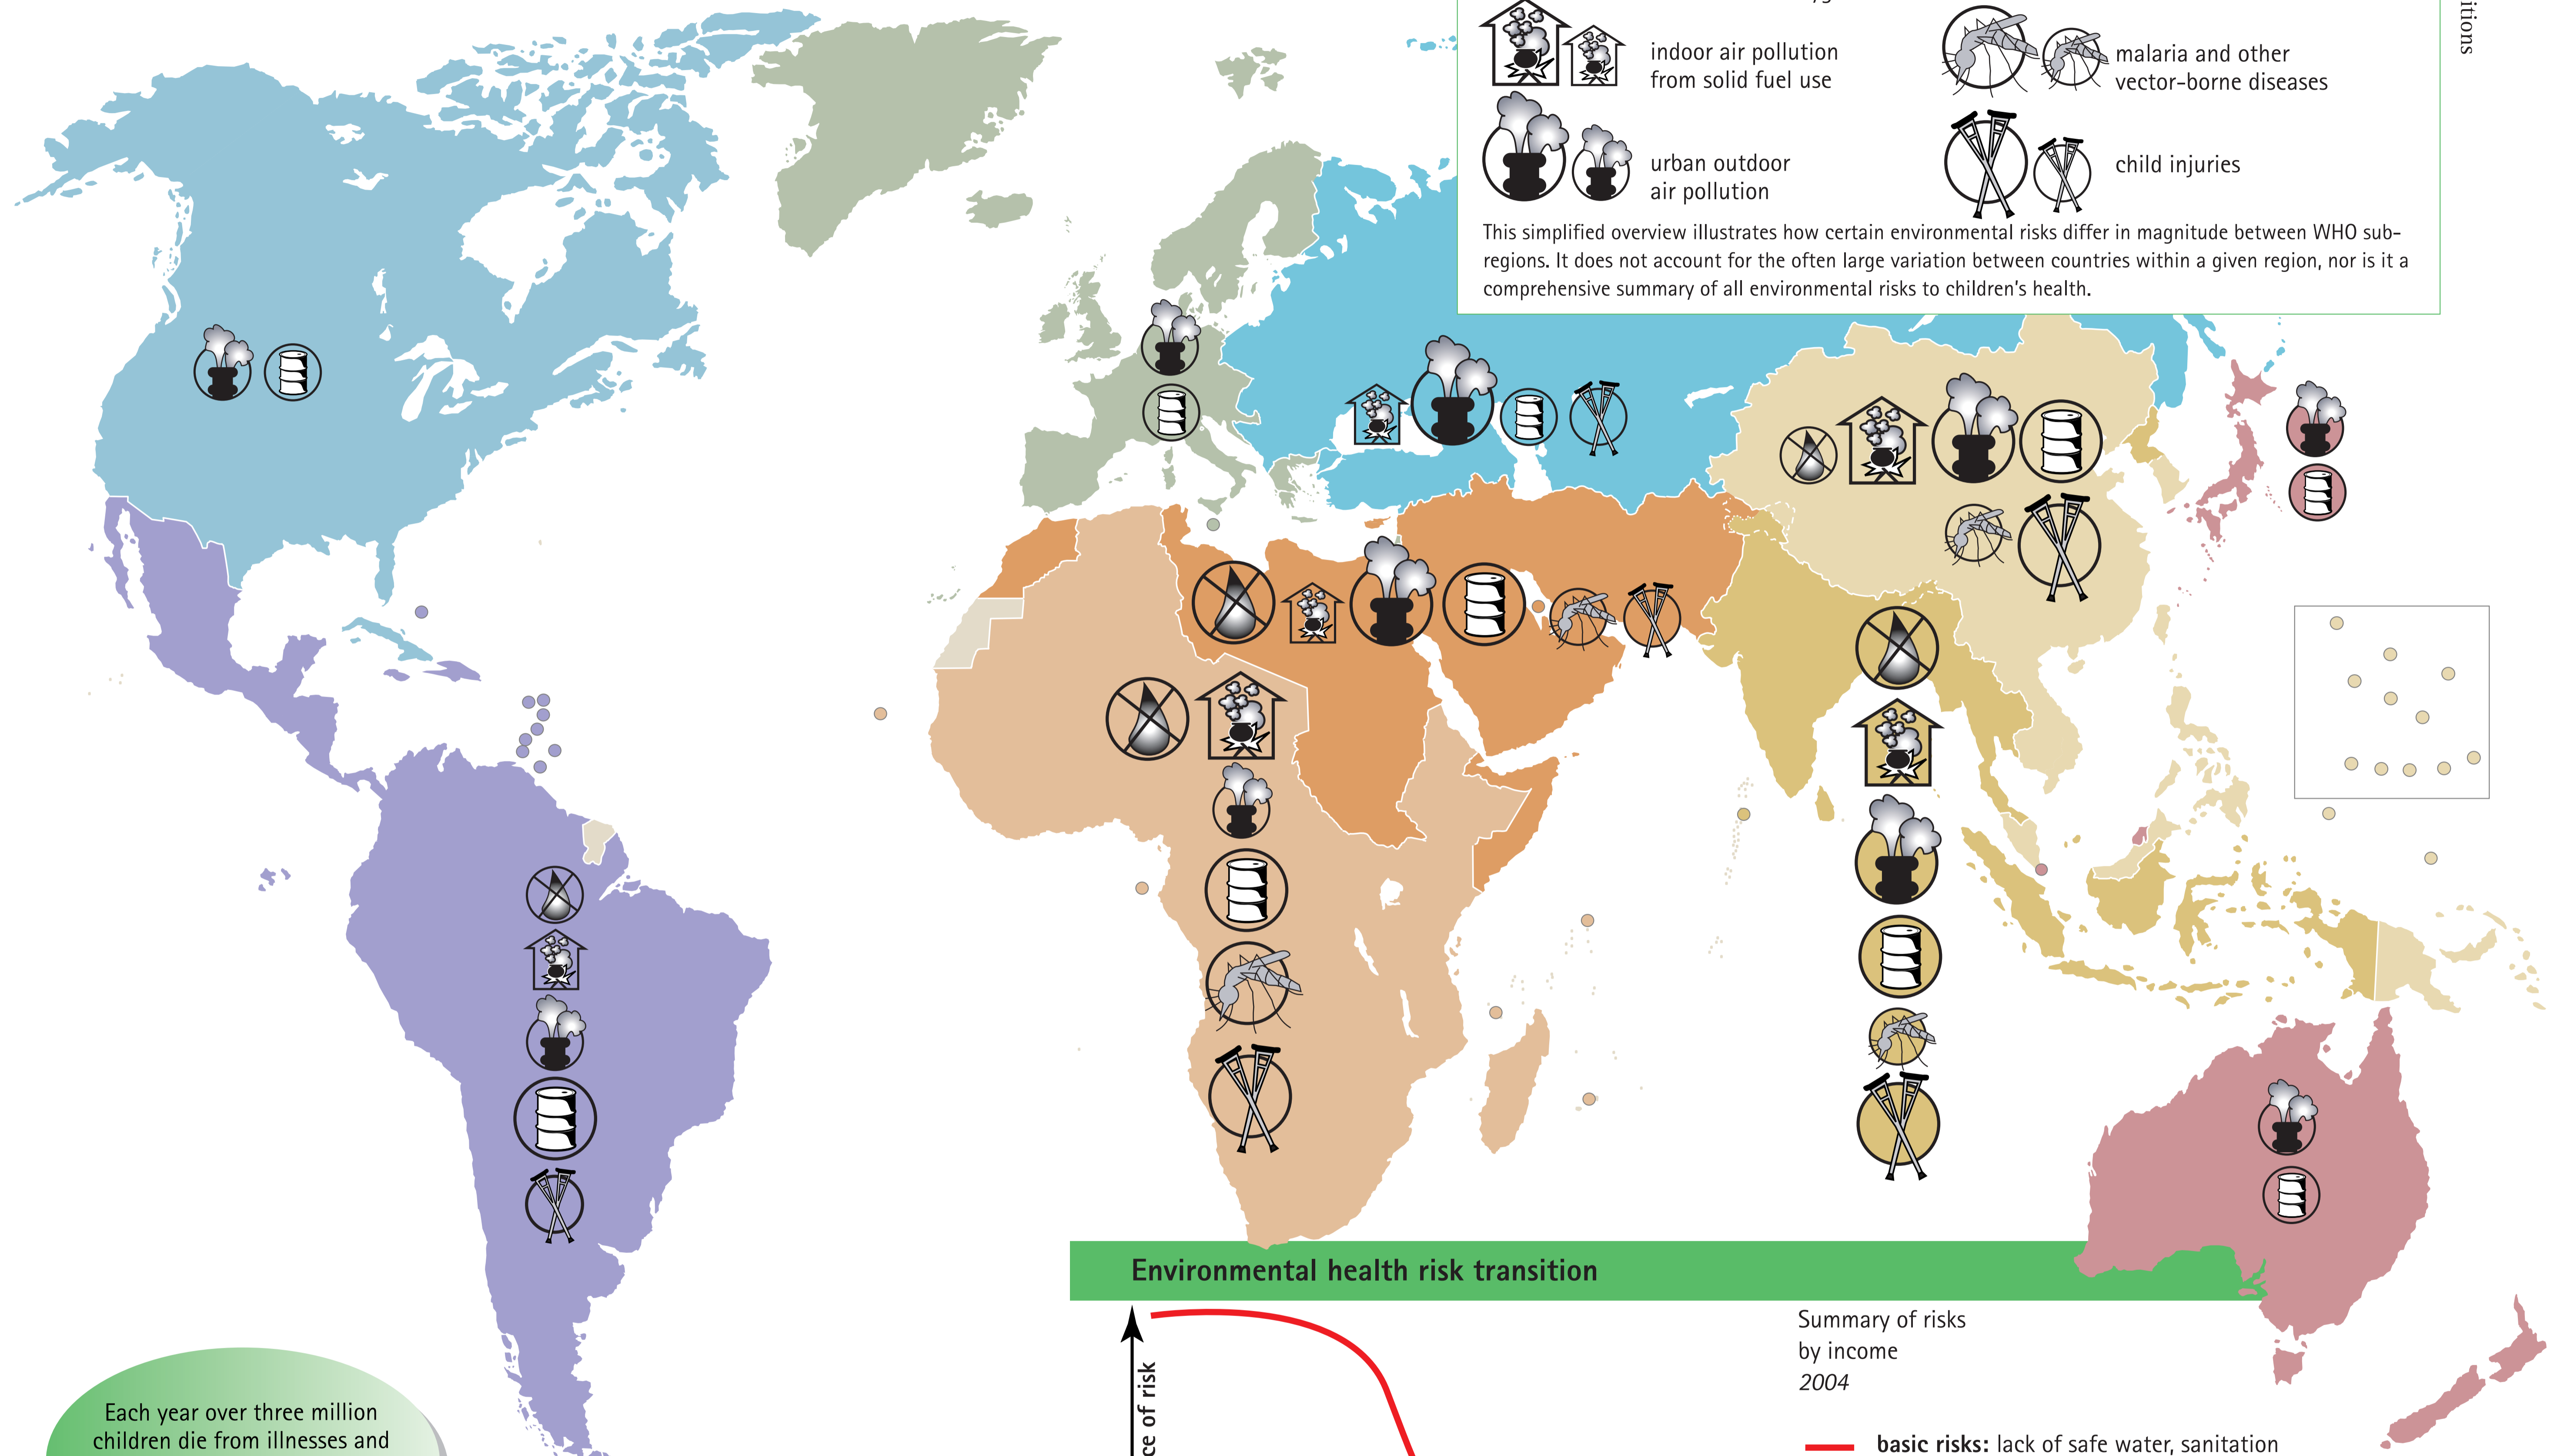 itions
indoor air pollution
from solid fuel use
malaria and other
vector-borne diseases
urban outdoor
air pollution
child injuries
This simplified overview illustrates how certain environmental risks differ in magnitude between WHO sub-
regions. It does not account for the often large variation between countries within a given region, nor is it a
comprehensive summary of all environmental risks to children's health.
Environmental health risk transition
ce of risk
Summary of risks
by income
2004
basic risks: lack of safe water, sanitation
Each year over three million
children die from illnesses and